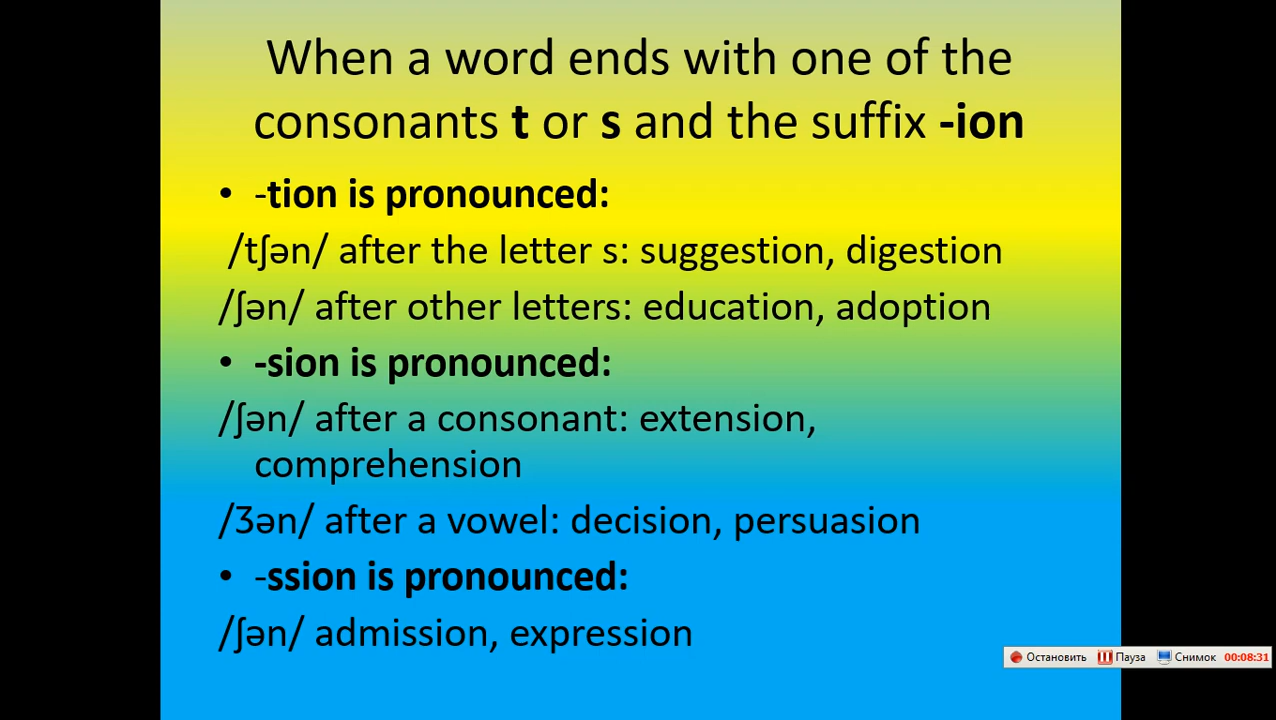 When a word ends with one of the
consonants t or s and the suffix -ion
• -tion is pronounced:
/tʃən/ after the letter s: suggestion, digestion
/ʃən/ after other letters: education, adoption
• -sion is pronounced:
/ʃən/ after a consonant: extension,
comprehension
/Ʒən/ after a vowel: decision, persuasion
• -ssion is pronounced:
/ʃən/ admission, expression
Остановить Пауза Снимок 00:08:31